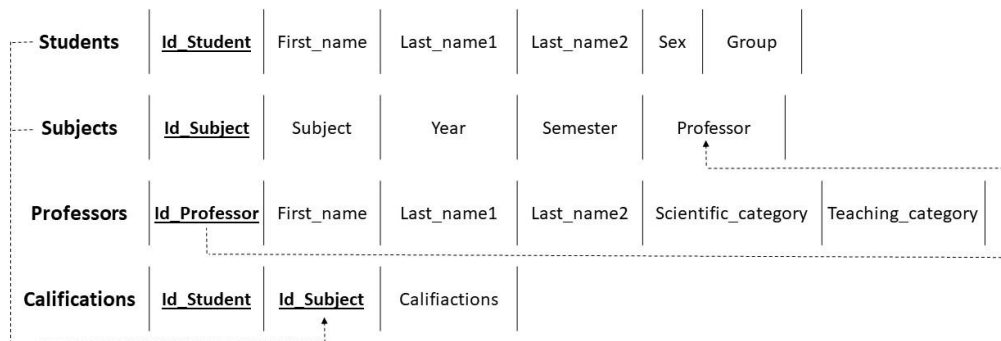 Students Id_Student First_name Last_name1 Last_name2 Sex Group
Subjects Id_Subject Subject Year Semester Professor
Professors Id_Professor First_name Last_name1 Last_name2 Scientific_category Teaching_category
Califications Id_Student Id_Subject Califiactions